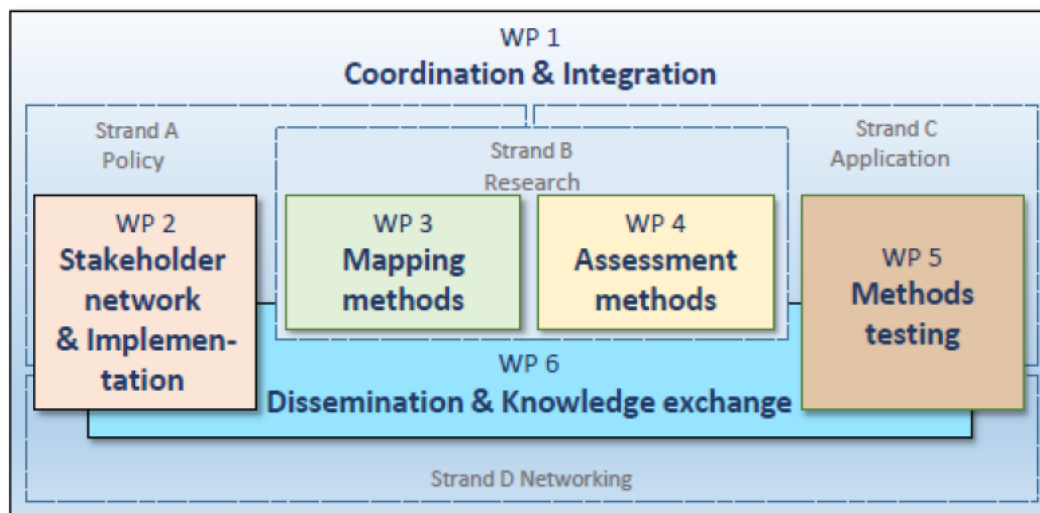 WP 1
Coordination & Integration
Strand A
Policy
Strand B
Research
Strand C
Application
WP 2
Stakeholder
network
& Implemen-
tation
WP 3
Mapping
methods
WP 4
Assessment
methods
WP 5
Methods
testing
WP 6
Dissemination & Knowledge exchange
Strand D Networking